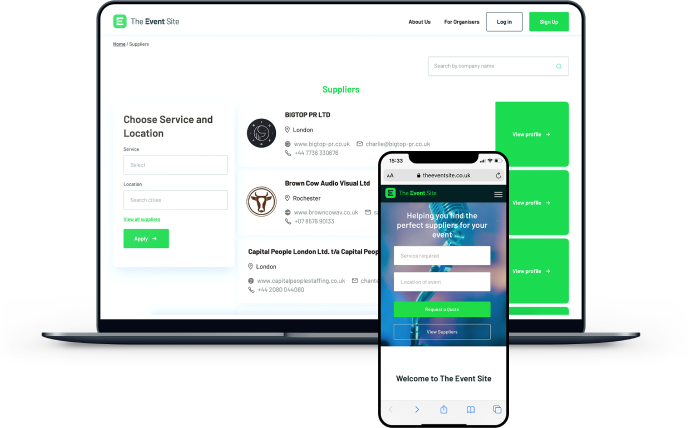 The Event Site
About Us
For Organisers
Log in
Sign Up
Home / Suppliers
Search by company name
Suppliers
Choose Service and
Location
Service
Select
Location
Search cities
View all suppliers
Apply →
BIGTOP PR LTD
London
www.bigtop-pr.co.uk
charlie@bigtop-pr.co.uk
+44 7736 330676
View profile →
Brown Cow Audio Visual Ltd
Rochester
www.browncowav.co.uk
+07 8576 90133
View profile →
Capital People London Ltd. t/a Capital Peop
London
www.capitalpeoplestaffing.co.uk
chante
+44 2080 044080
View profile →
15:33
AA
theeventsite.co.uk
The Event Site
Helping you find the
perfect suppliers for your
event
Service required
Location of event
Request a Quote
View Suppliers
Welcome to The Event Site